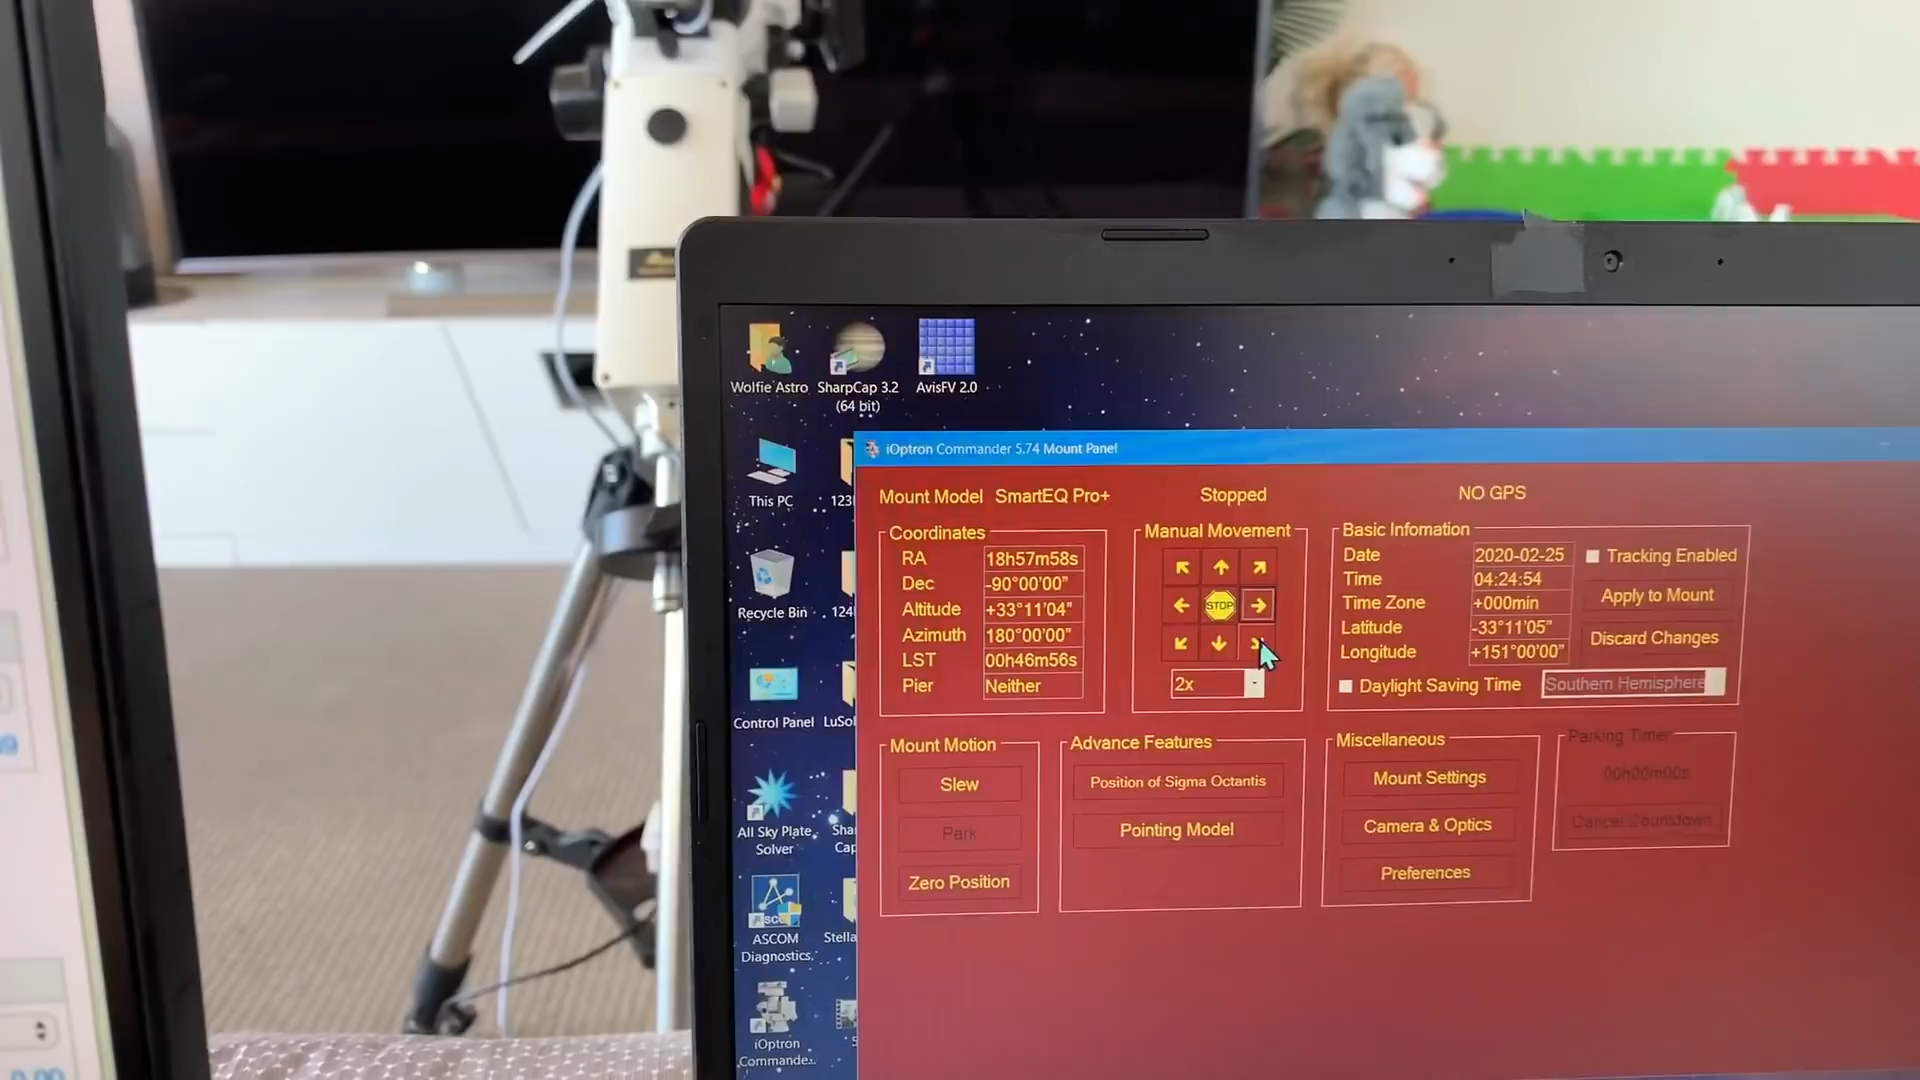 Wolfie Astro
SharpCap 3.2
(64 bit)
AvisFV 2.0
This PC
Recycle Bin
Control Panel
All Sky Plate
Solver
ASCOM
Diagnostics
iOptron
Commande...
iOptron Commander 5.74 Mount Panel
Mount Model SmartEQ Pro+
Stopped
NO GPS
Coordinates
RA 18h57m58s
Dec -90°00'00"
Altitude +33°11'04"
Azimuth 180°00'00"
LST 00h46m56s
Pier Neither
Manual Movement
STOP
2x
Basic Infomation
Date 2020-02-25
Time 04:24:54
Time Zone +000min
Latitude -33°11'05"
Longitude +151°00'00"
Tracking Enabled
Apply to Mount
Discard Changes
Daylight Saving Time
Southern Hemisphere
Mount Motion
Slew
Park
Zero Position
Advance Features
Position of Sigma Octantis
Pointing Model
Miscellaneous
Mount Settings
Camera & Optics
Preferences
Parking Timer
00h00m00s
Cancel Countdown